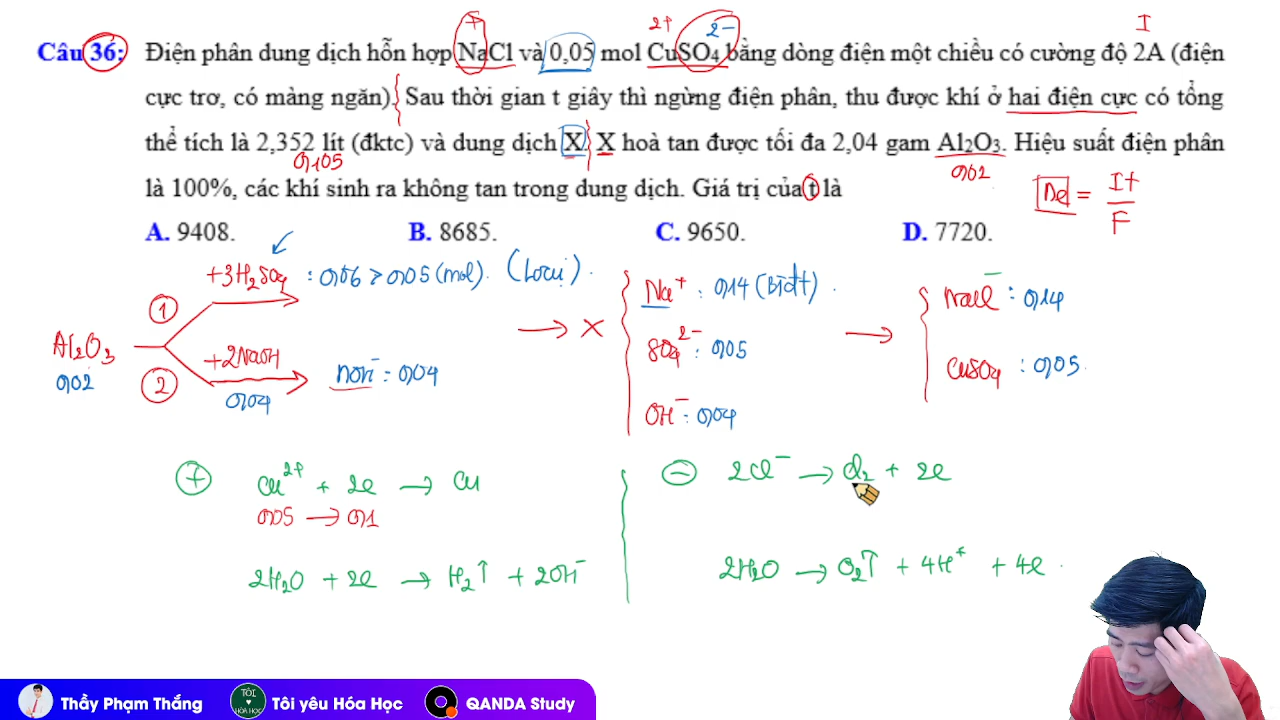 Câu 36: Điện phân dung dịch hỗn hợp NaCl và 0,05 mol CuSO4 bằng dòng điện một chiều có cường độ 2A (điện
cực trơ, có màng ngăn). Sau thời gian t giây thì ngừng điện phân, thu được khí ở hai điện cực có tổng
thể tích là 2,352 lít (đktc) và dung dịch X. X hoà tan được tối đa 2,04 gam Al2O3. Hiệu suất điện phân
là 100%, các khí sinh ra không tan trong dung dịch. Giá trị của t là
A. 9408. B. 8685. C. 9650. D. 7720.
+ 2+ 2- I
0,105 0,02
ne = It / F
+3H2SO4 : 0,06 > 0,05 (mol). (Loại).
①
Al2O3
0,02
+2NaOH
② 0,04
nOH- = 0,04
→ X
Na+ : 0,14 (BTĐT).
SO4 2- : 0,05
OH- : 0,04
→ NaCl : 0,14
CuSO4 : 0,05
+ Cu2+ + 2e → Cu
0,05 → 0,1
2H2O + 2e → H2↑ + 2OH-
- 2Cl- → Cl2 + 2e
2H2O → O2↑ + 4H+ + 4e
Thầy Phạm Thắng
TÔI ♥ HÓA HỌC
Tôi yêu Hóa Học
QANDA Study